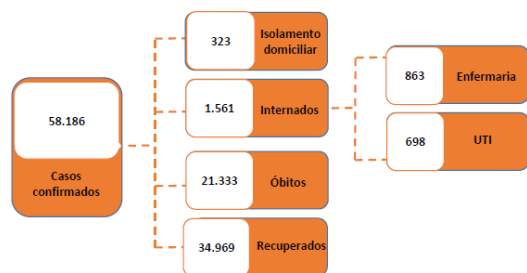 58.186
Casos
confirmados
323
Isolamento
domiciliar
1.561
Internados
21.333
Óbitos
34.969
Recuperados
863
Enfermaria
698
UTI